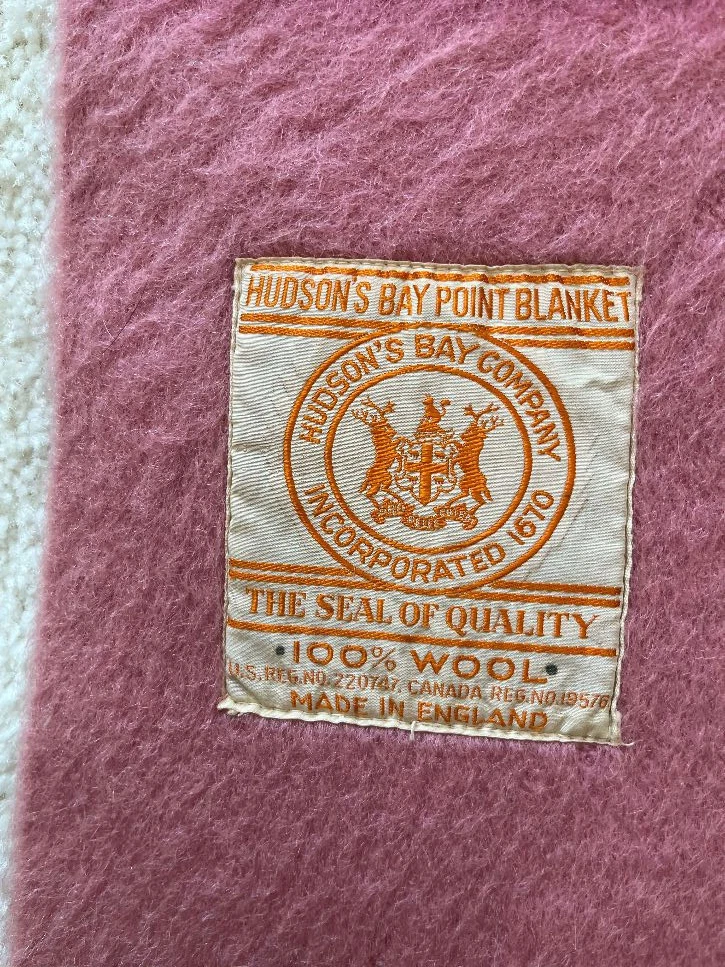 HUDSON'S BAY POINT BLANKET
HUDSON'S BAY COMPANY
INCORPORATED 1670
THE SEAL OF QUALITY
•100% WOOL•
U.S. REG. NO. 220747, CANADA REG. NO. 19576
MADE IN ENGLAND